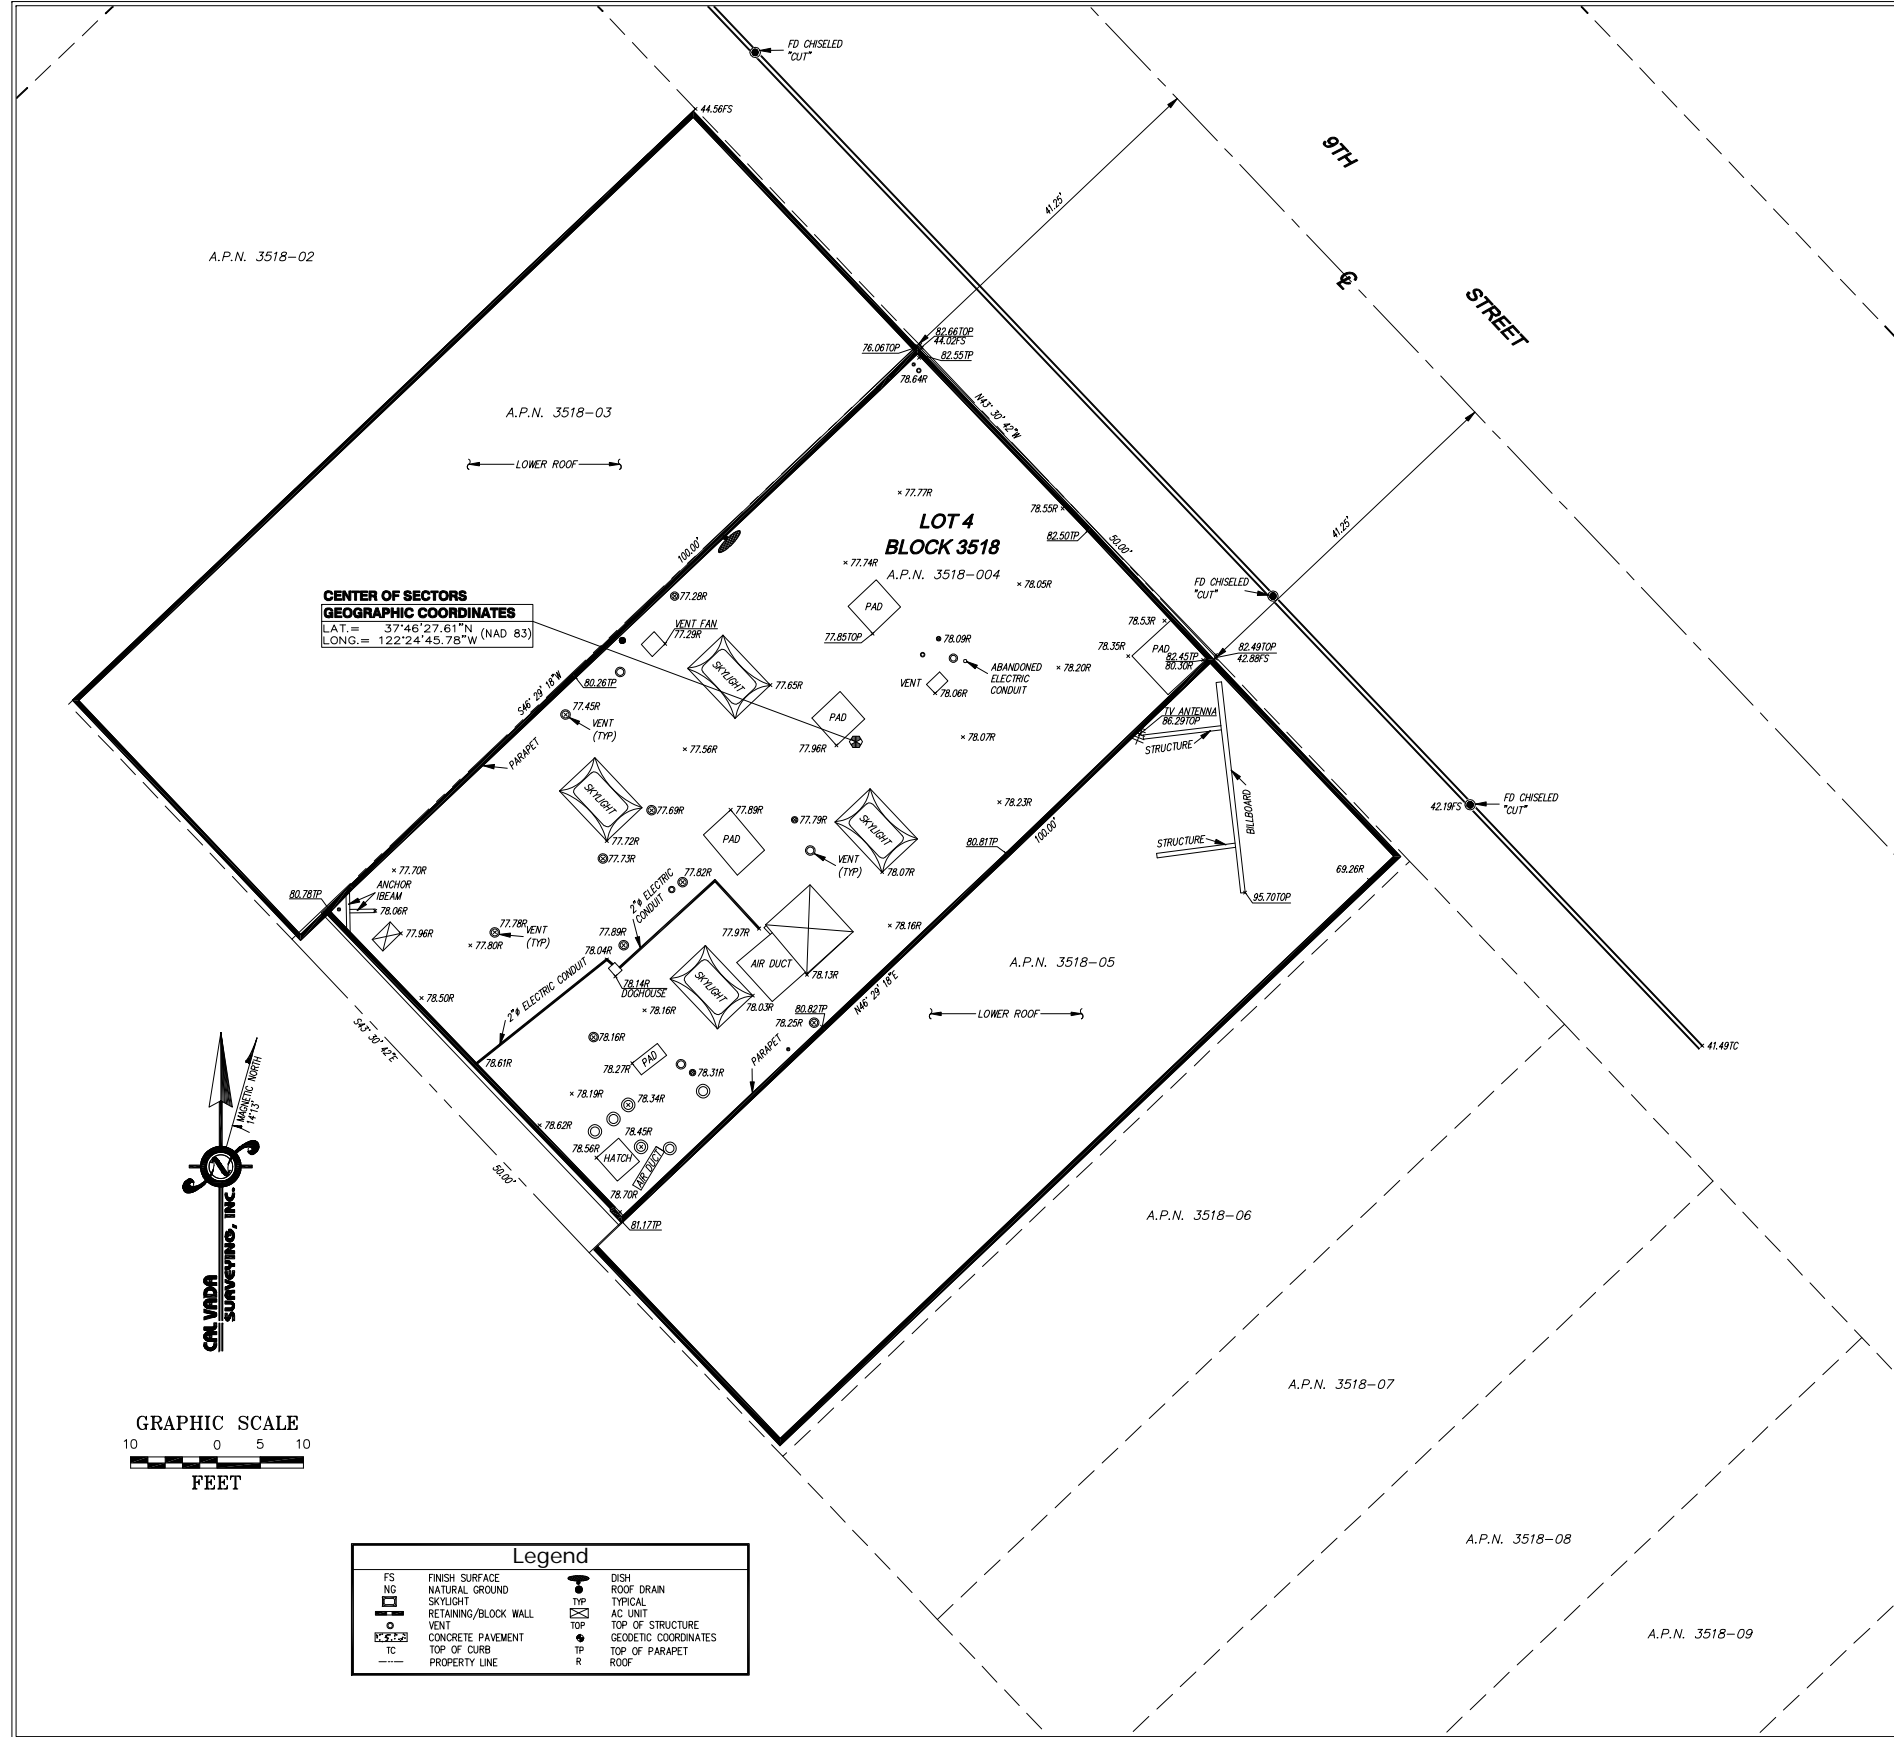 FD CHISELED
"CUT"
44.56FS
9TH
STREET
41.25'
℄
A.P.N. 3518-02
82.66TOP
44.02FS
76.06TOP
82.55TP
78.64R
N43° 30' 42"W
A.P.N. 3518-03
LOWER ROOF
41.25'
× 77.77R
78.55R ×
LOT 4
BLOCK 3518
A.P.N. 3518-004
82.50TOP
50.00'
100.00'
× 77.74R
× 78.05R
FD CHISELED
"CUT"
CENTER OF SECTORS
GEOGRAPHIC COORDINATES
LAT.= 37°46'27.61"N (NAD 83)
LONG.= 122°24'45.78"W
77.28R
VENT FAN
77.29R
PAD
77.85TOP
78.09R
78.53R ×
78.35R ×
PAD
82.45TP
80.30R
82.49TOP
42.88FS
ABANDONED
ELECTRIC
CONDUIT
× 78.20R
VENT
78.06R
SKYLIGHT
77.65R
80.26TP
S46° 29' 18"W
77.45R
VENT
(TYP)
PAD
77.96R
TV ANTENNA
86.29TOP
STRUCTURE
× 77.56R
× 78.07R
PARAPET
SKYLIGHT
77.69R
77.72R
77.73R
77.89R
PAD
77.79R
SKYLIGHT
× 78.23R
BILLBOARD
42.19FS
FD CHISELED
"CUT"
100.00'
80.81TP
STRUCTURE
VENT
(TYP)
78.07R
69.26R
95.70TOP
× 77.70R
ANCHOR
IBEAM
80.78TP
78.06R
77.96R
77.82R
2"ø ELECTRIC
CONDUIT
77.78R
VENT
(TYP)
× 77.80R
77.89R
78.04R
77.97R
× 78.16R
AIR DUCT
78.13R
A.P.N. 3518-05
2"ø ELECTRIC CONDUIT
78.14R
DOGHOUSE
SKYLIGHT
78.03R
N46° 29' 18"E
× 78.50R
× 78.16R
80.82TP
78.25R
LOWER ROOF
S43° 30' 42"E
78.16R
PARAPET
78.61R
PAD
78.27R
78.31R
41.49TC
MAGNETIC NORTH
14°13'
× 78.19R
78.34R
× 78.62R
78.45R
78.56R
HATCH
AIR DUCT
50.00'
78.70R
81.17TP
A.P.N. 3518-06
CAL VADA
SURVEYING, INC.
A.P.N. 3518-07
GRAPHIC SCALE
10 0 5 10
FEET
A.P.N. 3518-08
A.P.N. 3518-09
Legend
FS FINISH SURFACE DISH
NG NATURAL GROUND ROOF DRAIN
SKYLIGHT TYP TYPICAL
RETAINING/BLOCK WALL AC UNIT
VENT TOP TOP OF STRUCTURE
CONCRETE PAVEMENT GEODETIC COORDINATES
TC TOP OF CURB TP TOP OF PARAPET
PROPERTY LINE R ROOF